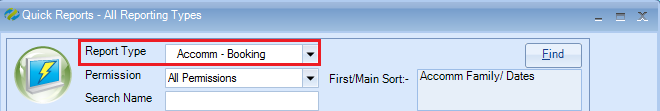 Quick Reports - All Reporting Types
Report Type Accomm - Booking Find
Permission All Permissions First/Main Sort:- Accomm Family/ Dates
Search Name